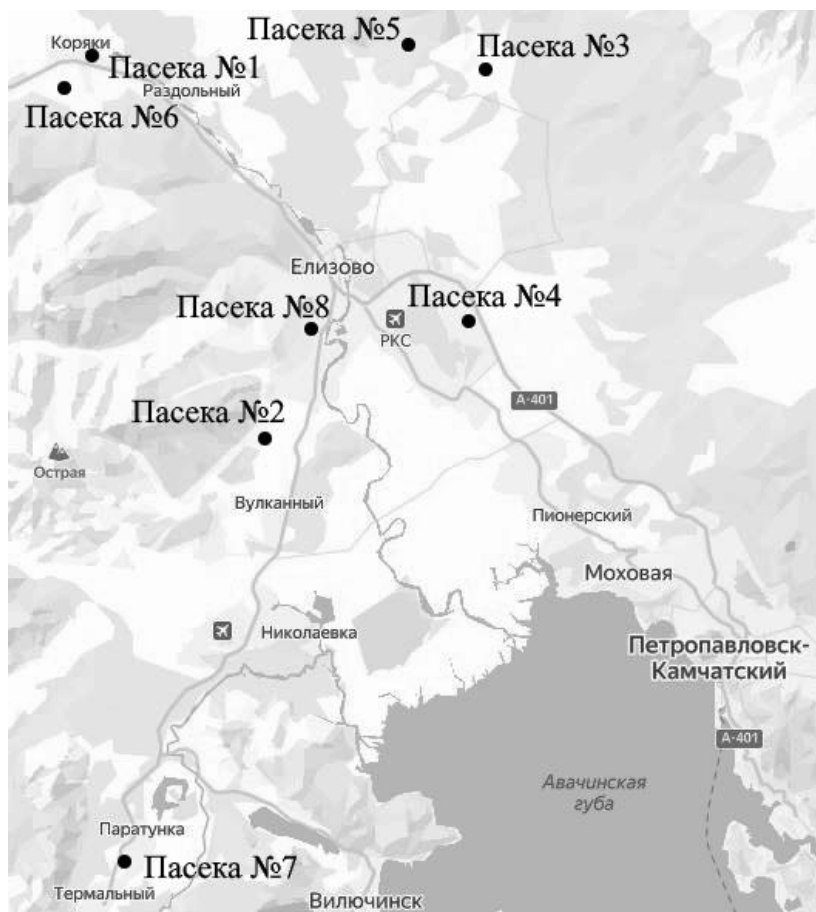 Пасека №5
Пасека №3
Коряки
Пасека №1
Раздольный
Пасека №6
Елизово
Пасека №8
Пасека №4
РКС
Пасека №2
А-401
Острая
Вулканный
Пионерский
Моховая
Николаевка
Петропавловск-
Камчатский
А-401
Авачинская
губа
Паратунка
Пасека №7
Термальный
Вилючинск